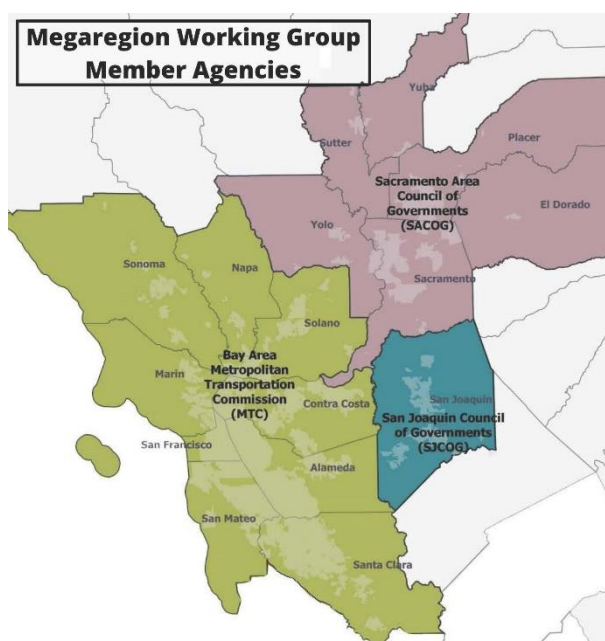 Megaregion Working Group
Member Agencies
Yuba
Sutter
Placer
Sacramento Area
Council of
Governments
(SACOG)
El Dorado
Yolo
Sacramento
Sonoma
Napa
Solano
Bay Area
Metropolitan
Transportation
Commission
(MTC)
Marin
Contra Costa
San Joaquin
San Joaquin Council
of Governments
(SJCOG)
San Francisco
Alameda
San Mateo
Santa Clara